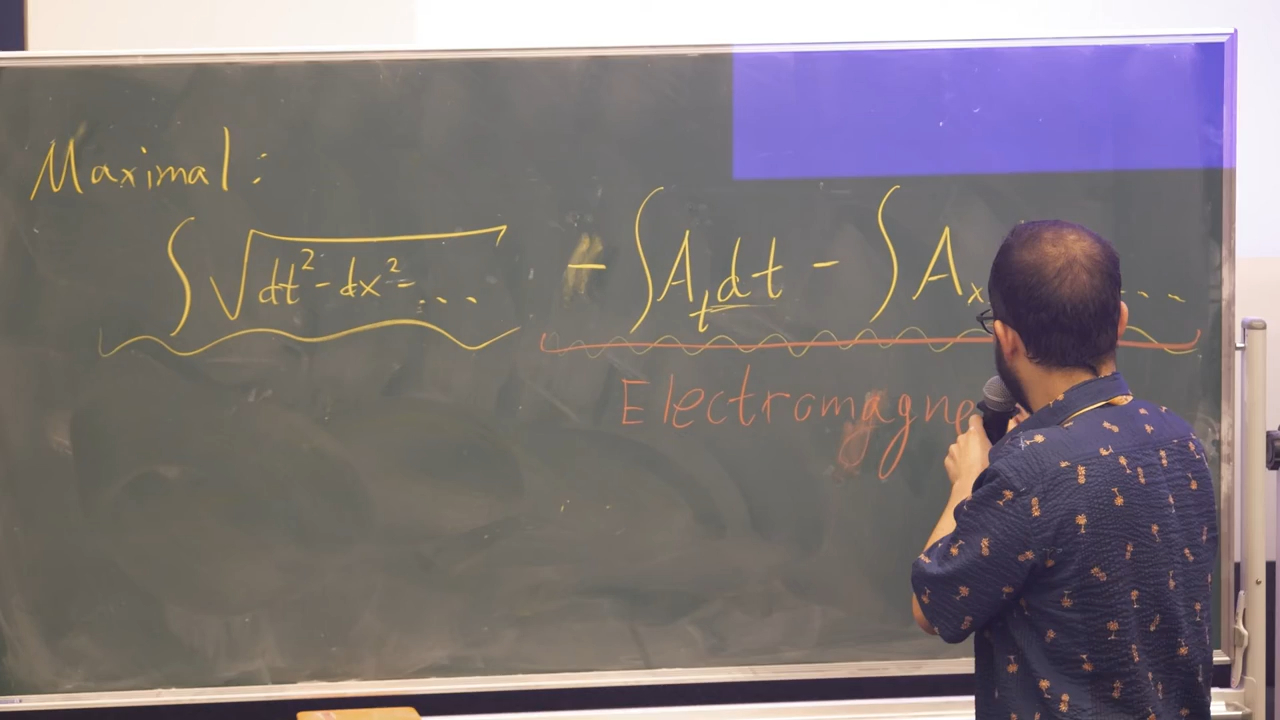 Maximal:
∫√(dt² - dx² - ...) - ∫A_t dt - ∫A_x ...
Electromagne